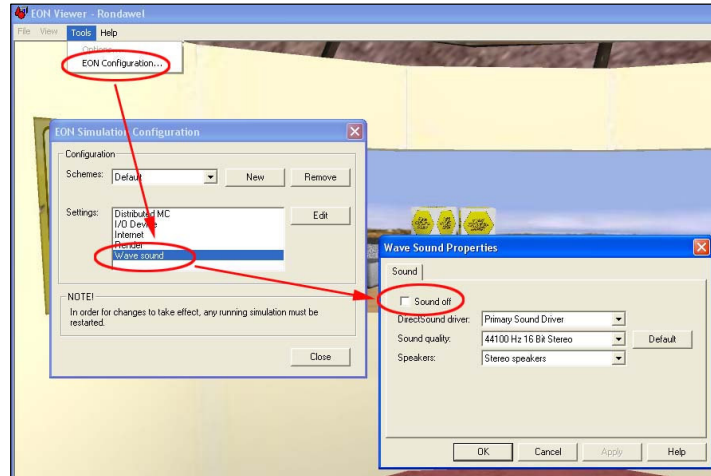 EON Viewer - Rondawel
File View Tools Help
Options...
EON Configuration...
EON Simulation Configuration
Configuration
Schemes: Default New Remove
Settings: Distributed MC Edit
I/O Device
Internet
Render
Wave sound
NOTE!
In order for changes to take effect, any running simulation must be
restarted.
Close
Wave Sound Properties
Sound
Sound off
DirectSound driver: Primary Sound Driver
Sound quality: 44100 Hz 16 Bit Stereo Default
Speakers: Stereo speakers
OK Cancel Apply Help